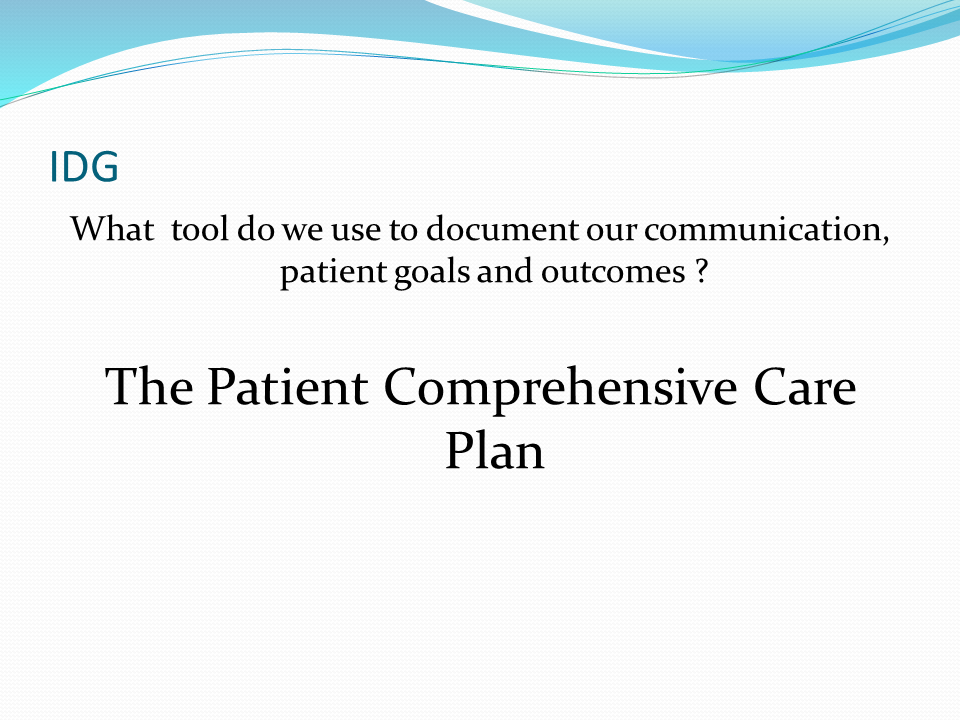 IDG
What  tool do we use to document our communication,
patient goals and outcomes ?
The Patient Comprehensive Care
Plan